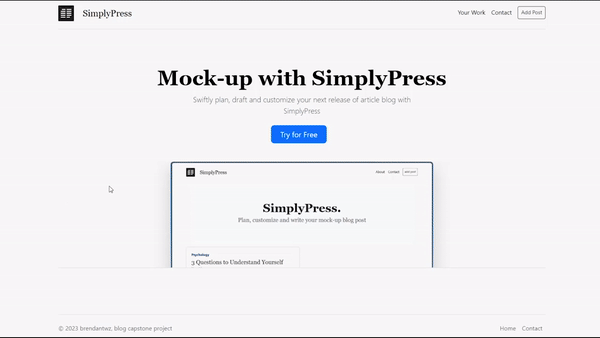 SimplyPress
Your Work
Contact
Add Post
Mock-up with SimplyPress
Swiftly plan, draft and customize your next release of article blog with
SimplyPress
Try for Free
SimplyPress
About
Contact
SimplyPress.
Plan, customize and write your mock-up blog post
Psychology
3 Questions to Understand Yourself
© 2023 brendantwz, blog capstone project
Home
Contact